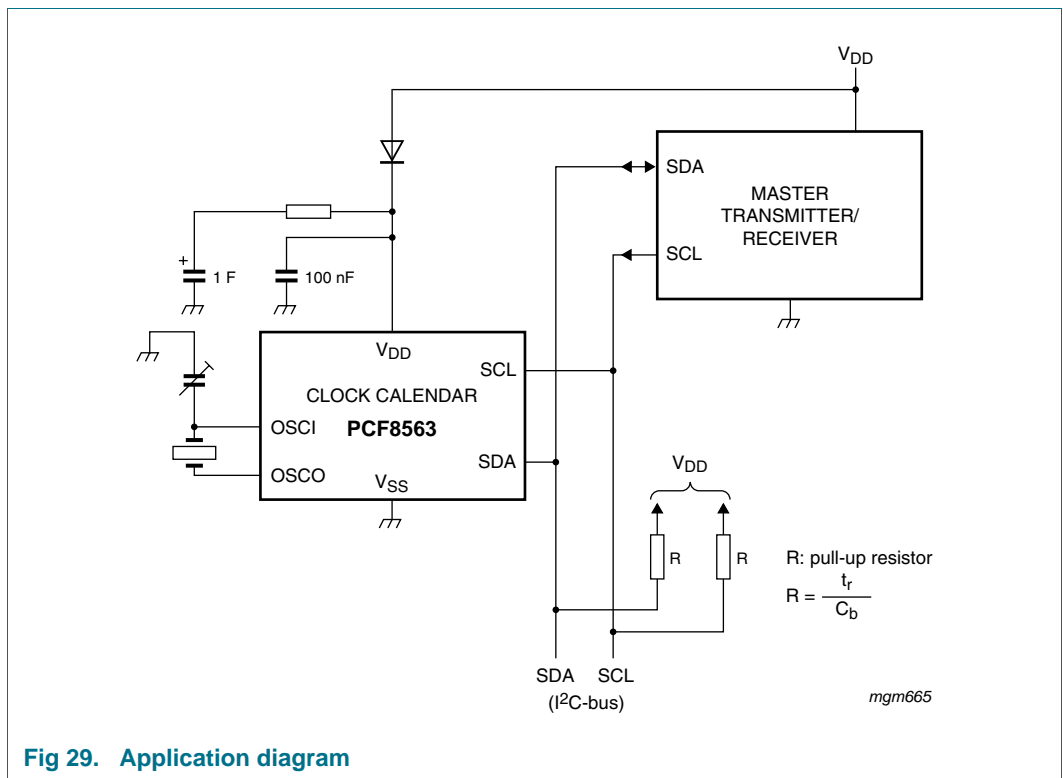 VDD
SDA
MASTER
TRANSMITTER/
RECEIVER
SCL
+
1 F
100 nF
VDD
SCL
CLOCK CALENDAR
PCF8563
OSCI
OSCO
SDA
VSS
VDD
R
R
R: pull-up resistor
R = tr / Cb
SDA SCL
(I²C-bus)
mgm665
Fig 29. Application diagram